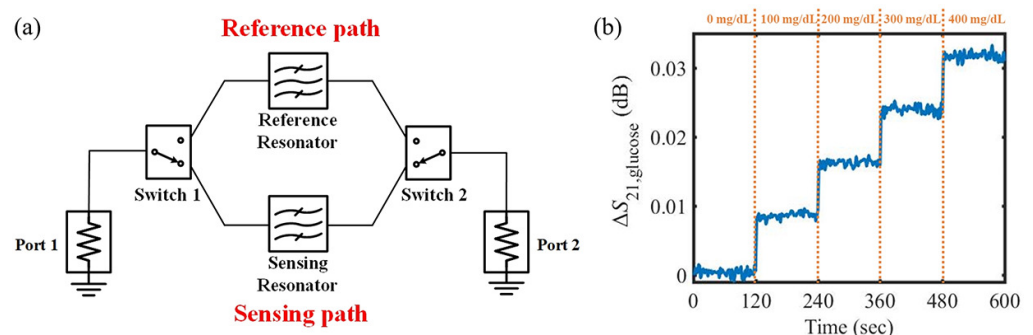 (a)
Reference path
Reference
Resonator
Switch 1
Switch 2
Port 1
Port 2
Sensing
Resonator
Sensing path
(b)
0 mg/dL 100 mg/dL 200 mg/dL 300 mg/dL 400 mg/dL
ΔS21,glucose (dB)
0.03
0.02
0.01
0
0 120 240 360 480 600
Time (sec)